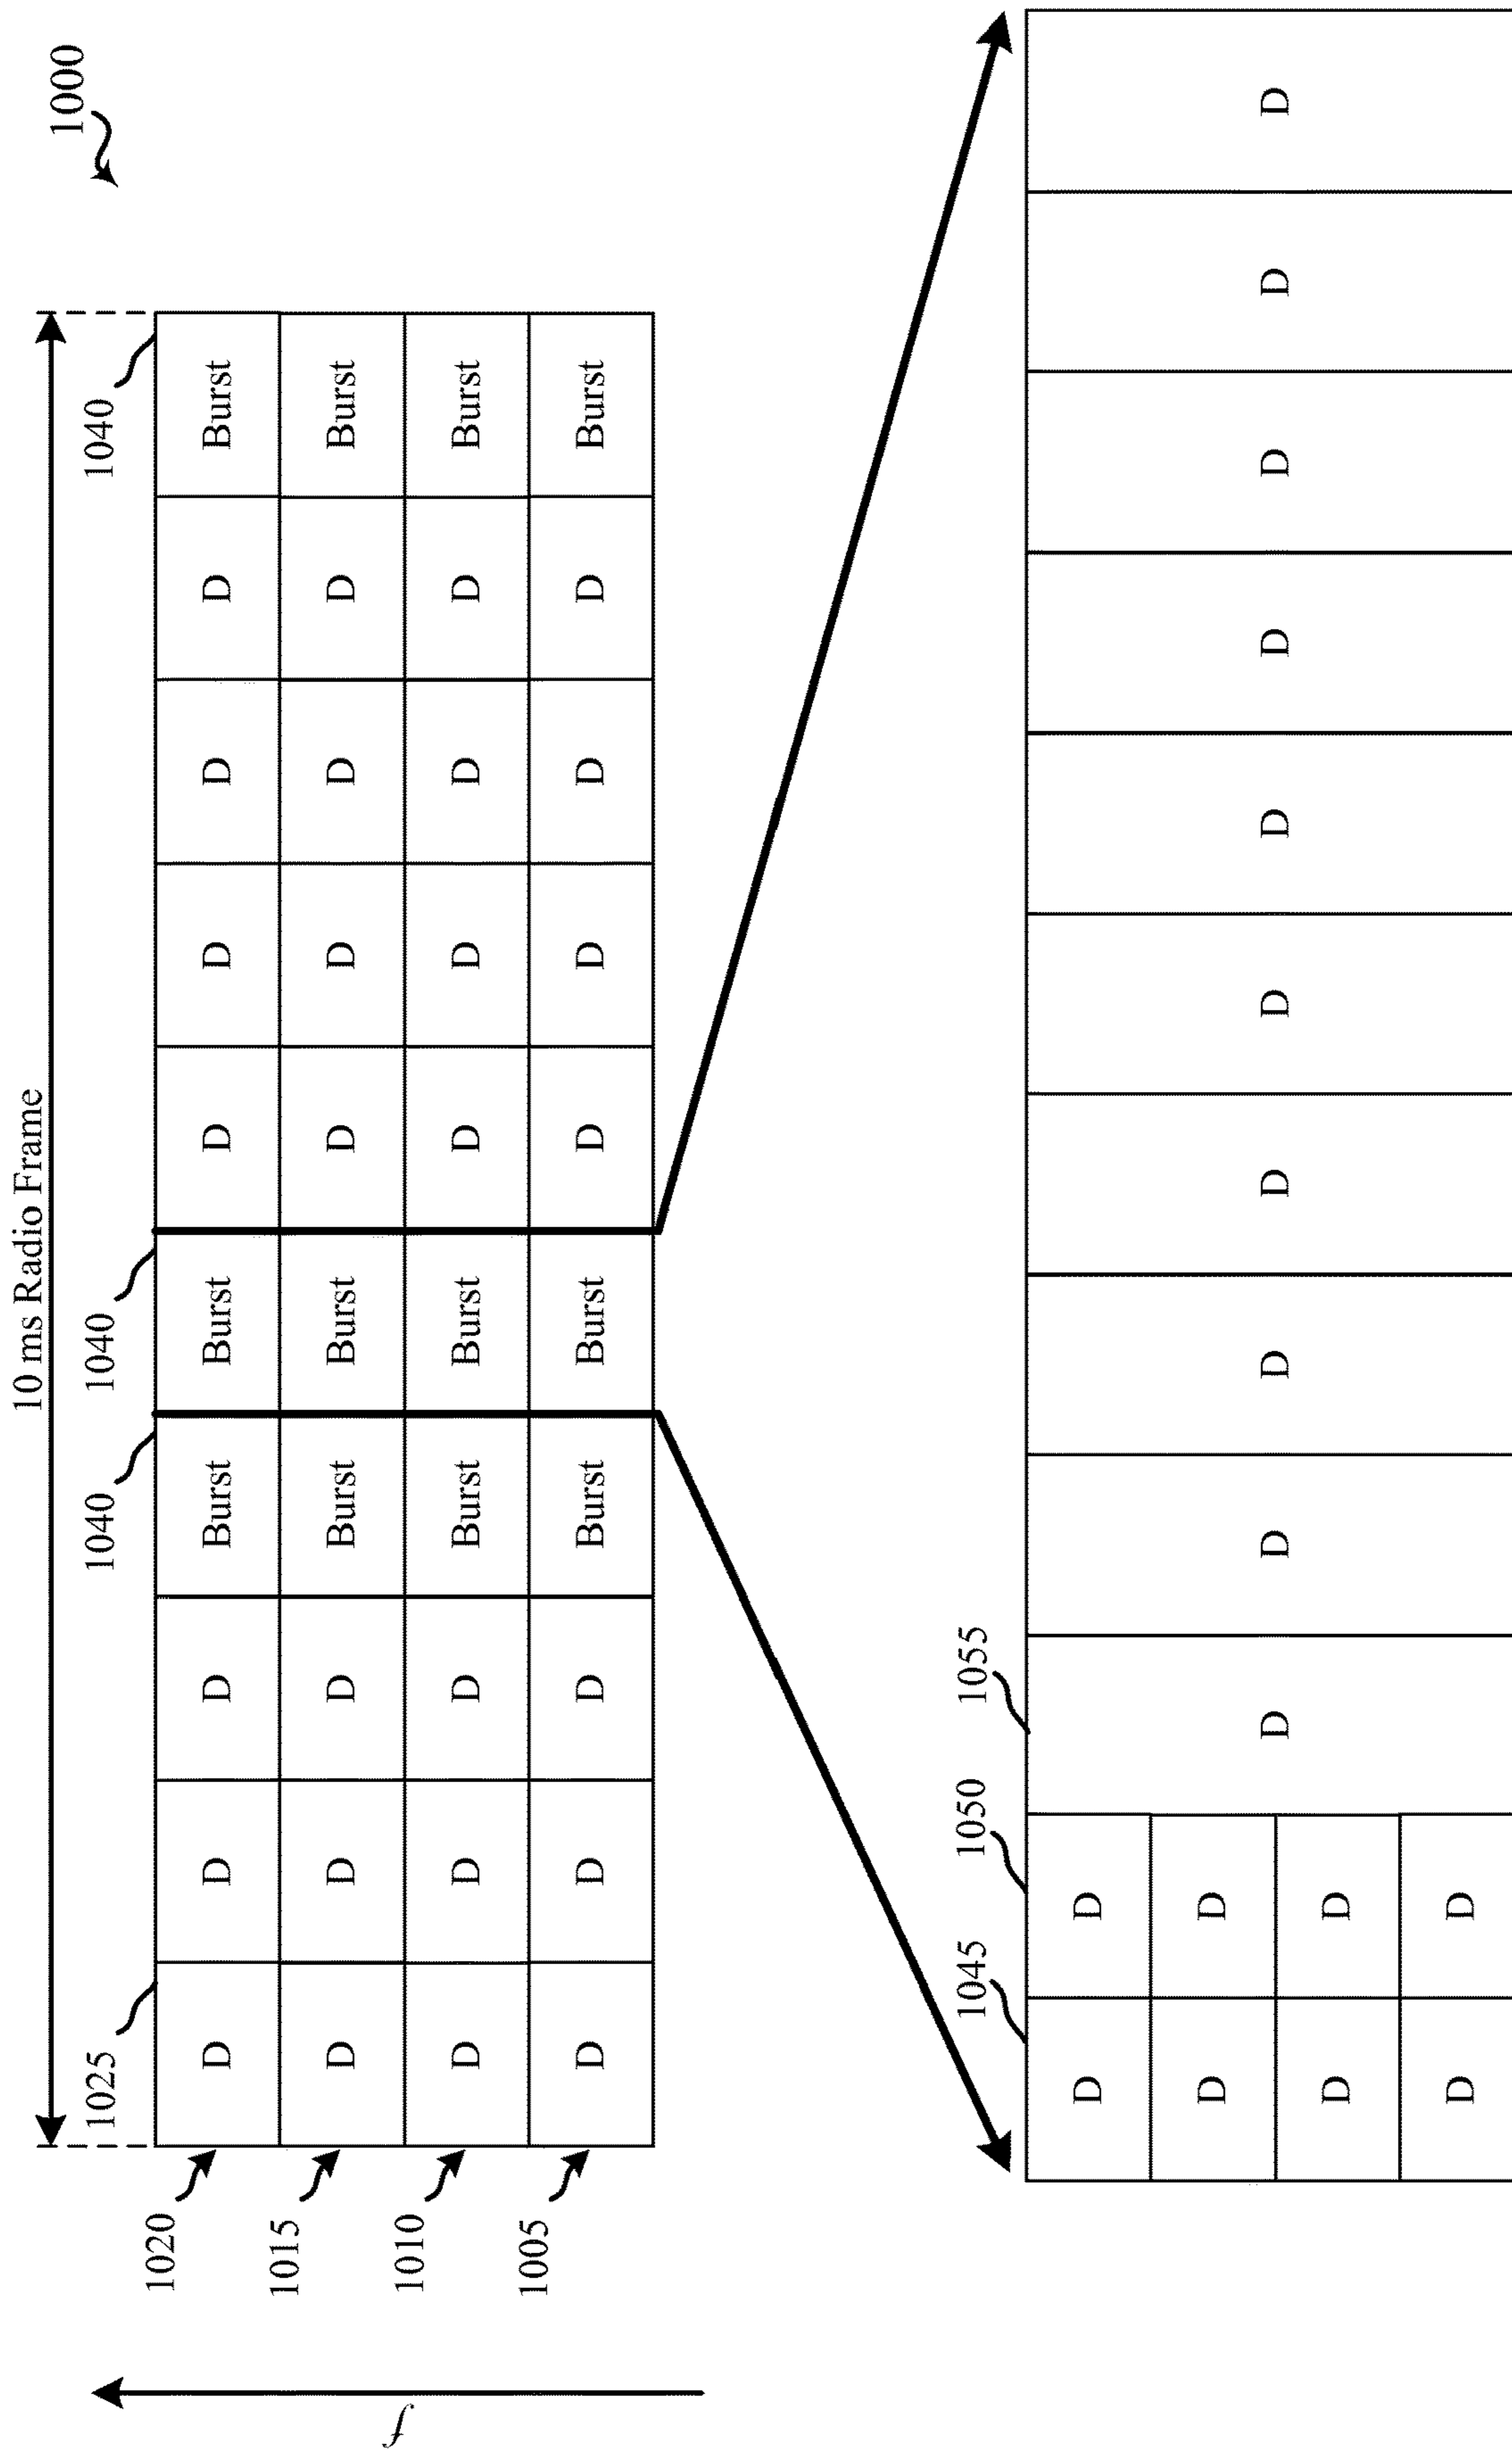 10 ms Radio Frame
1000
1025
1040
1040
1040
1020 D D D Burst Burst D D D D Burst
1015 D D D Burst Burst D D D D Burst
f
1010 D D D Burst Burst D D D D Burst
1005 D D D Burst Burst D D D D Burst
1045
1050
1055
D D
D D
D D D D D D D D D D
D D
D D